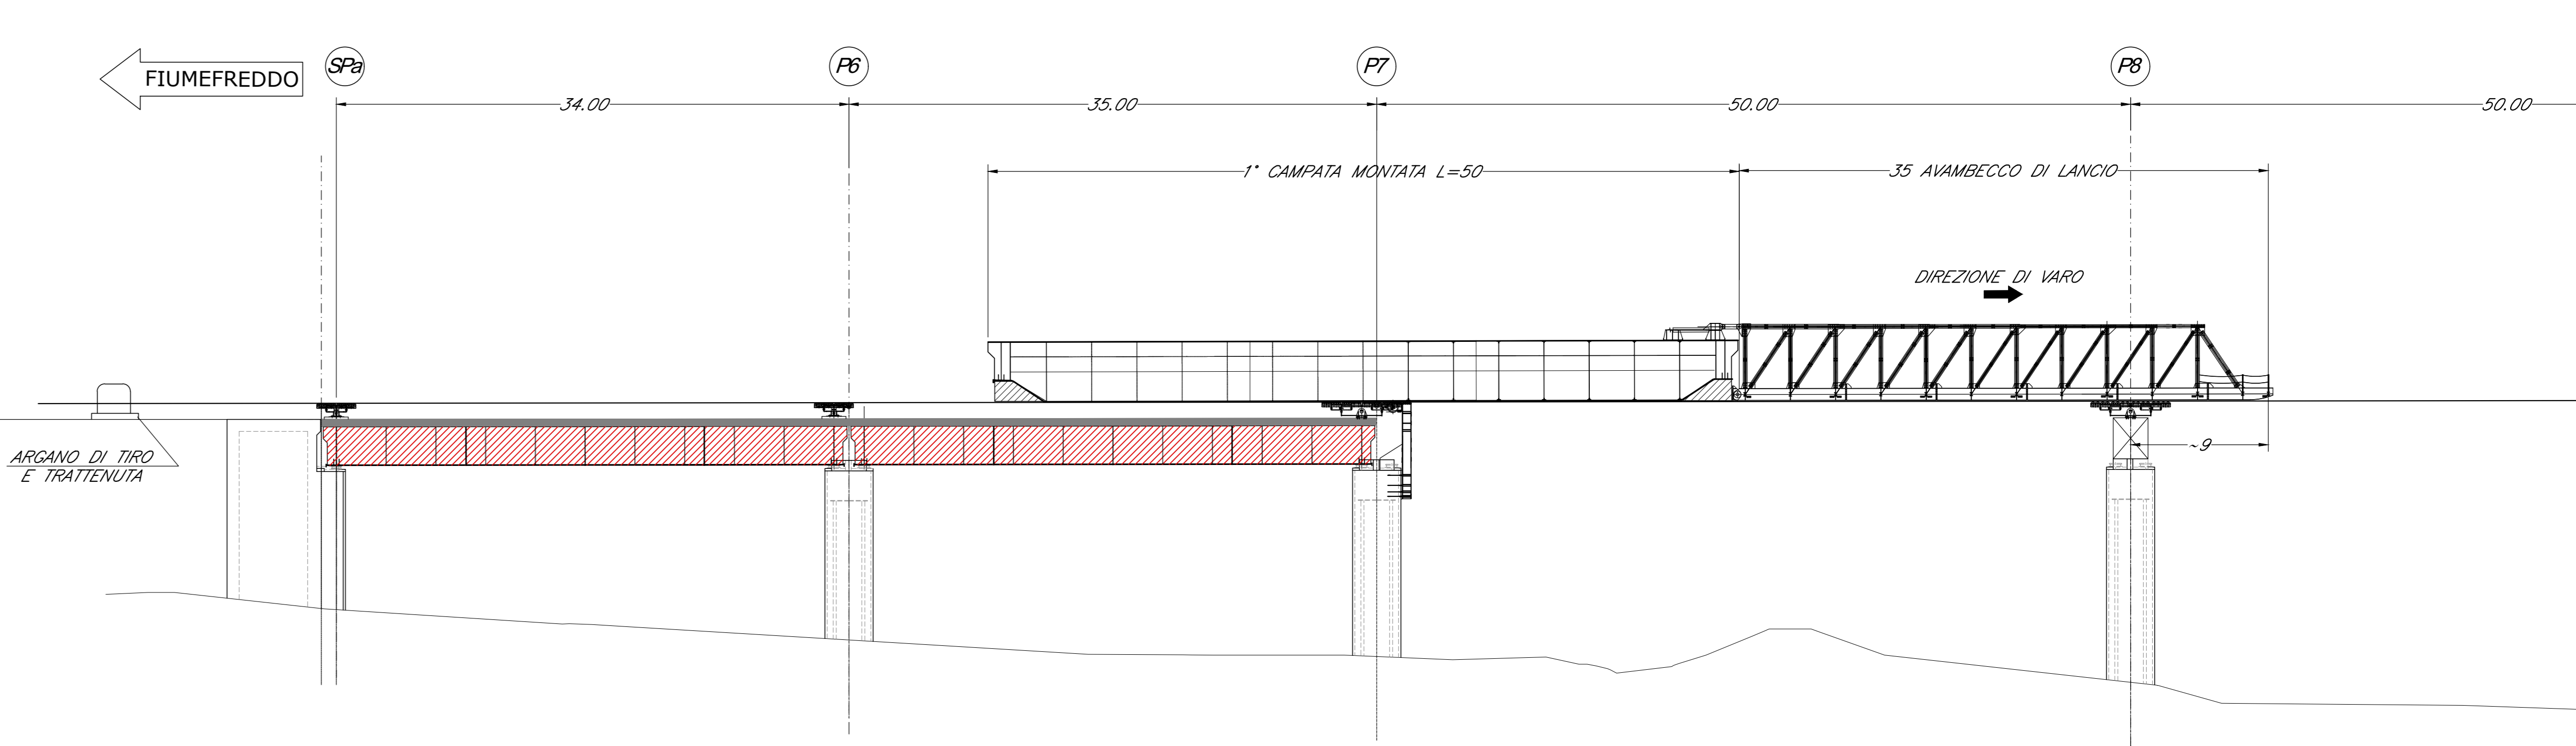 FIUMEFREDDO
SPa
P6
P7
P8
34.00
35.00
50.00
50.00
1° CAMPATA MONTATA L=50
35 AVAMBECCO DI LANCIO
DIREZIONE DI VARO
ARGANO DI TIRO
E TRATTENUTA
~9